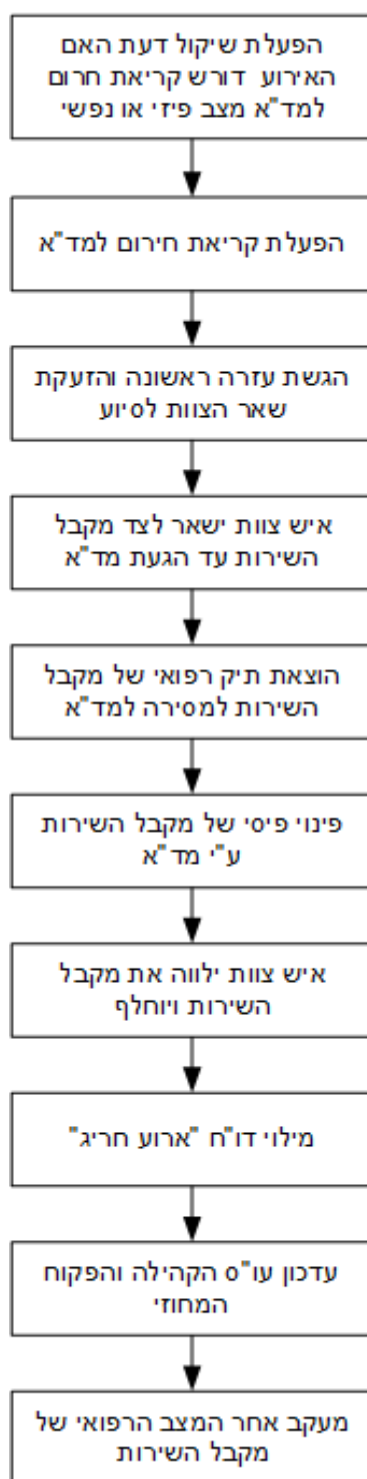 הפעלת שיקול דעת האם
האירוע דורש קריאת חרום
למד"א מצב פיזי או נפשי
הפעלת קריאת חירום למד"א
הגשת עזרה ראשונה והזעקת
שאר הצוות לסיוע
איש צוות ישאר לצד מקבל
השירות עד הגעת מד"א
הוצאת תיק רפואי של מקבל
השירות למסירה למד"א
פינוי פיסי של מקבל השירות
ע"י מד"א
איש צוות ילווה את מקבל
השירות ויוחלף
מילוי דו"ח "ארוע חריג"
עדכון עו"ס הקהילה והפקוח
המחוזי
מעקב אחר המצב הרפואי של
מקבל השירות